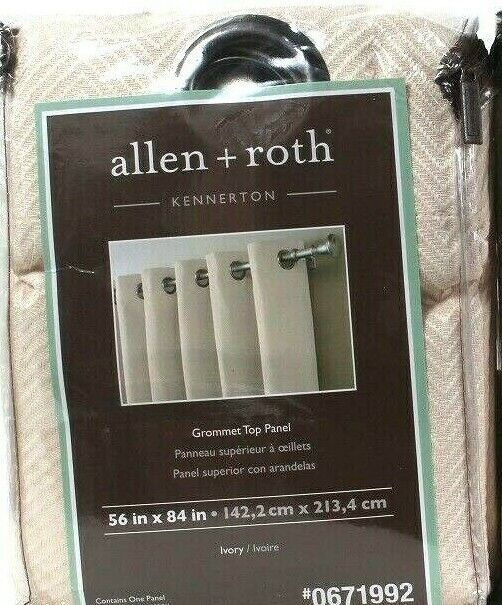 allen + roth®
KENNERTON
Grommet Top Panel
Panneau supérieur à œillets
Panel superior con arandelas
56 in x 84 in • 142,2 cm x 213,4 cm
Ivory / Ivoire
Contains One Panel
#0671992